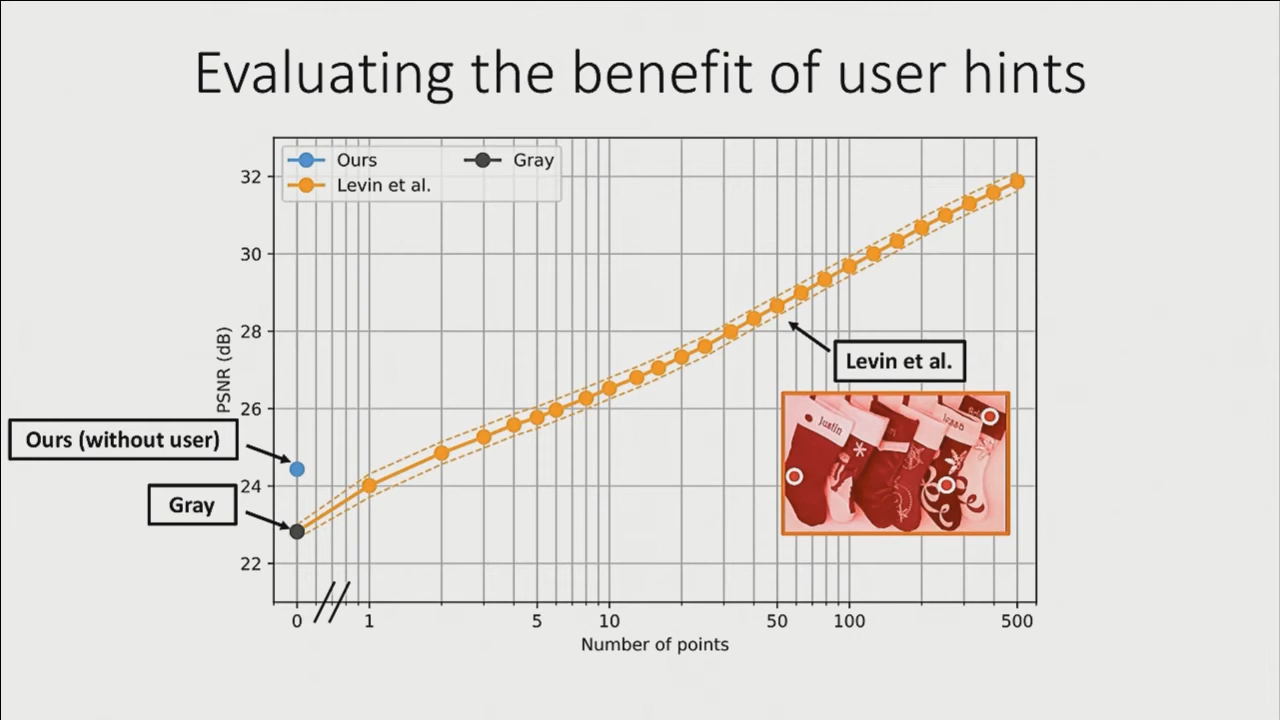 Evaluating the benefit of user hints
Ours
Gray
Levin et al.
32
30
28
26
24
22
PSNR (dB)
Ours (without user)
Gray
Levin et al.
Justin
0
1
5
10
50
100
500
Number of points